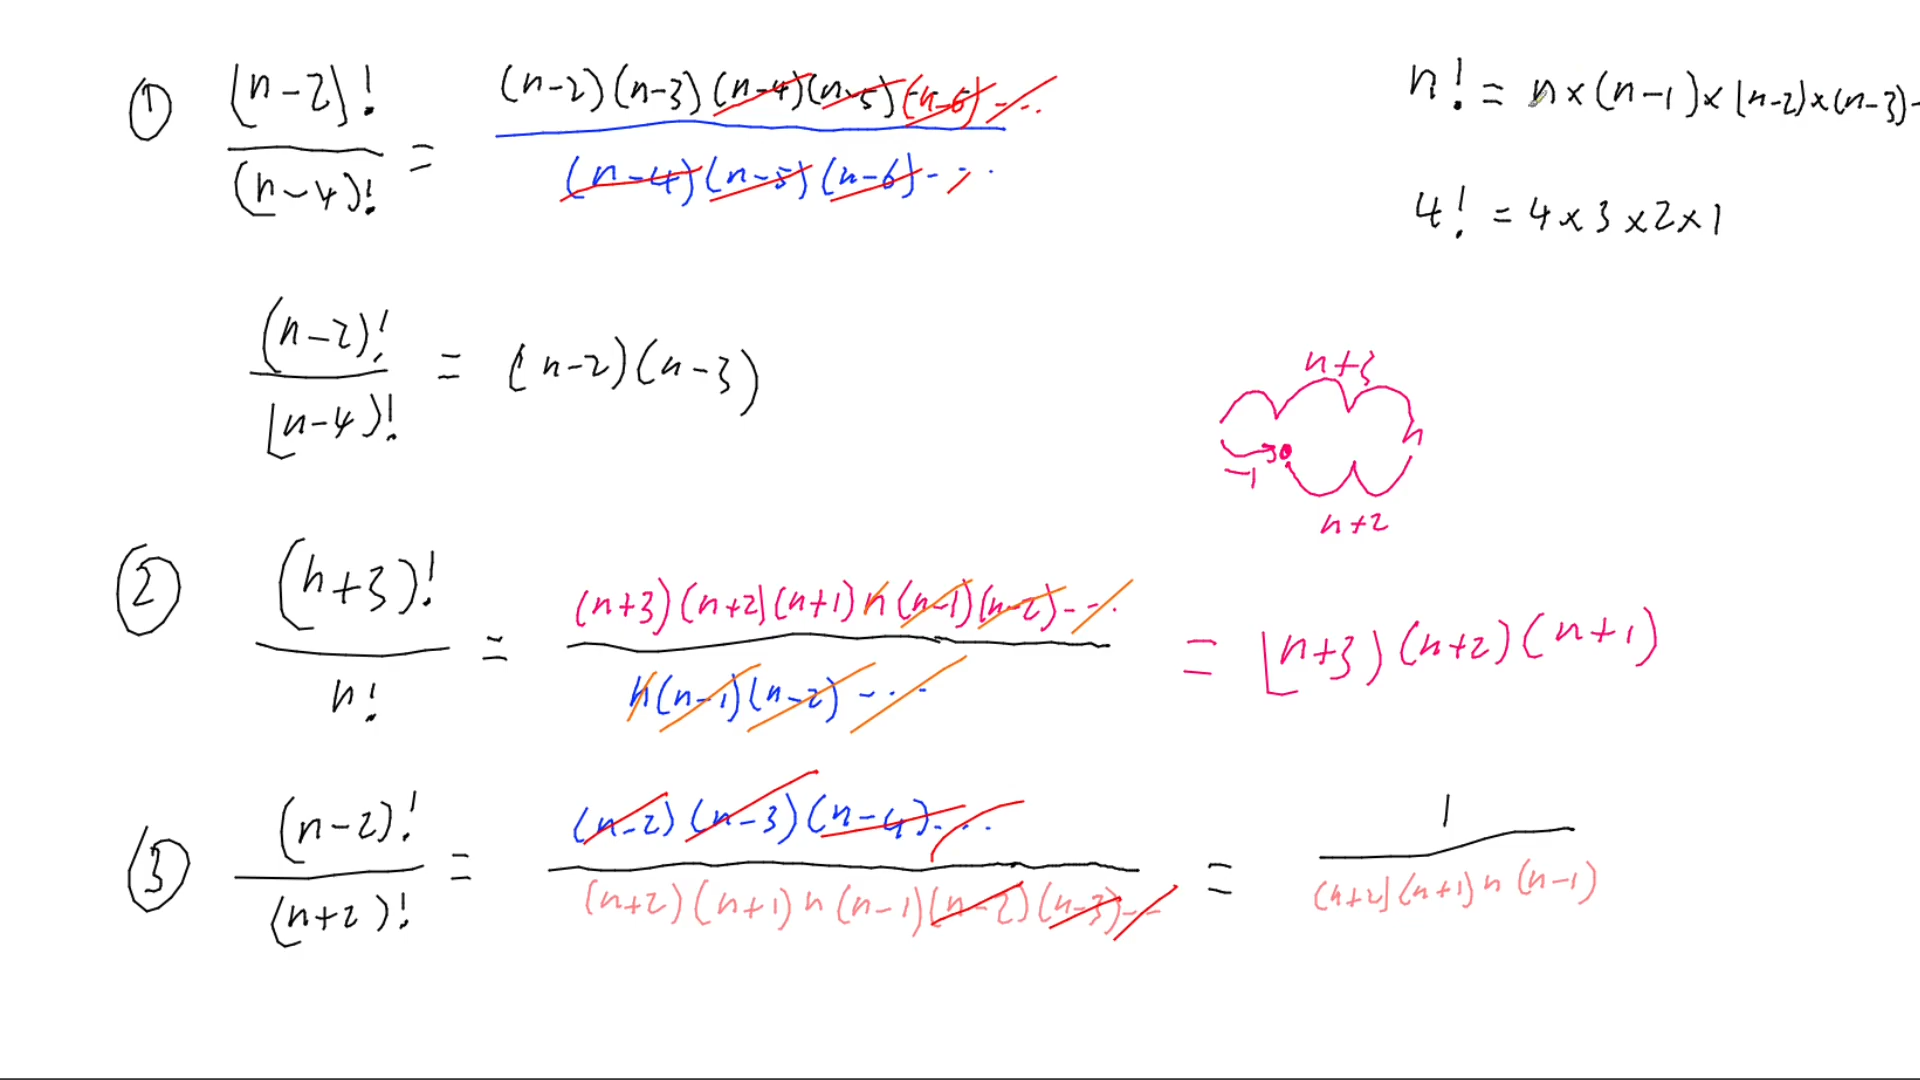 ① (n-2)! / (n-4)! = (n-2)(n-3)(n-4)(n-5)(n-6)-... / (n-4)(n-5)(n-6)-...
n! = n×(n-1)×(n-2)×(n-3)-
4! = 4×3×2×1
(n-2)! / (n-4)! = (n-2)(n-3)
n+3
n
-1
n+2
② (n+3)! / n! = (n+3)(n+2)(n+1)n(n-1)(n-2)-... / n(n-1)(n-2)-... = (n+3)(n+2)(n+1)
③ (n-2)! / (n+2)! = (n-2)(n-3)(n-4)-... / (n+2)(n+1)n(n-1)(n-2)(n-3)--- = 1 / (n+2)(n+1)n(n-1)